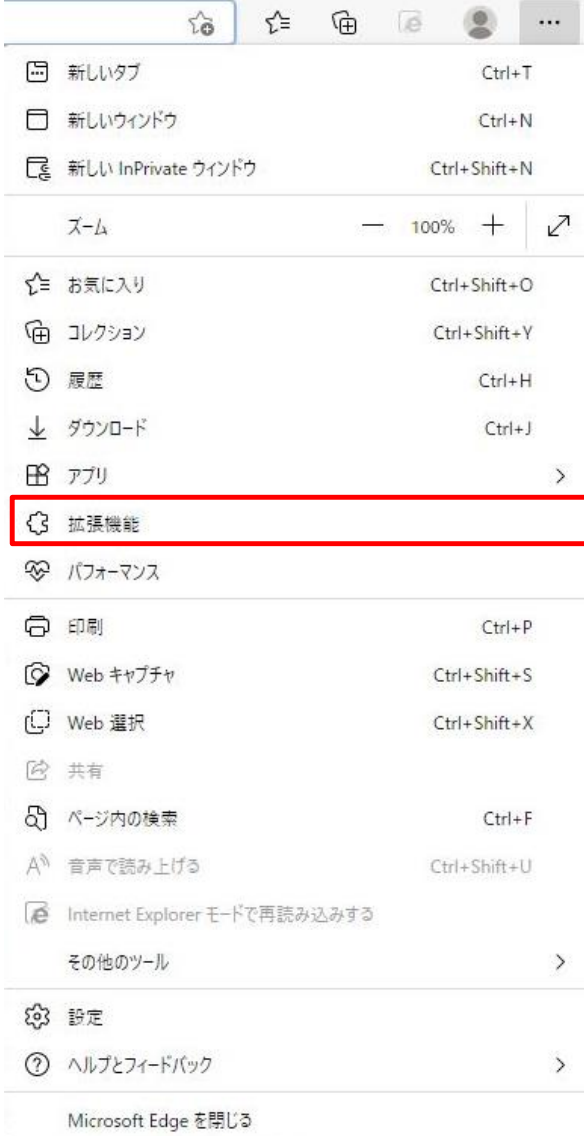 新しいタブ Ctrl+T
新しいウィンドウ Ctrl+N
新しい InPrivate ウィンドウ Ctrl+Shift+N
ズーム — 100% +
お気に入り Ctrl+Shift+O
コレクション Ctrl+Shift+Y
履歴 Ctrl+H
ダウンロード Ctrl+J
アプリ
拡張機能
パフォーマンス
印刷 Ctrl+P
Web キャプチャ Ctrl+Shift+S
Web 選択 Ctrl+Shift+X
共有
ページ内の検索 Ctrl+F
音声で読み上げる Ctrl+Shift+U
Internet Explorer モードで再読み込みする
その他のツール
設定
ヘルプとフィードバック
Microsoft Edge を閉じる